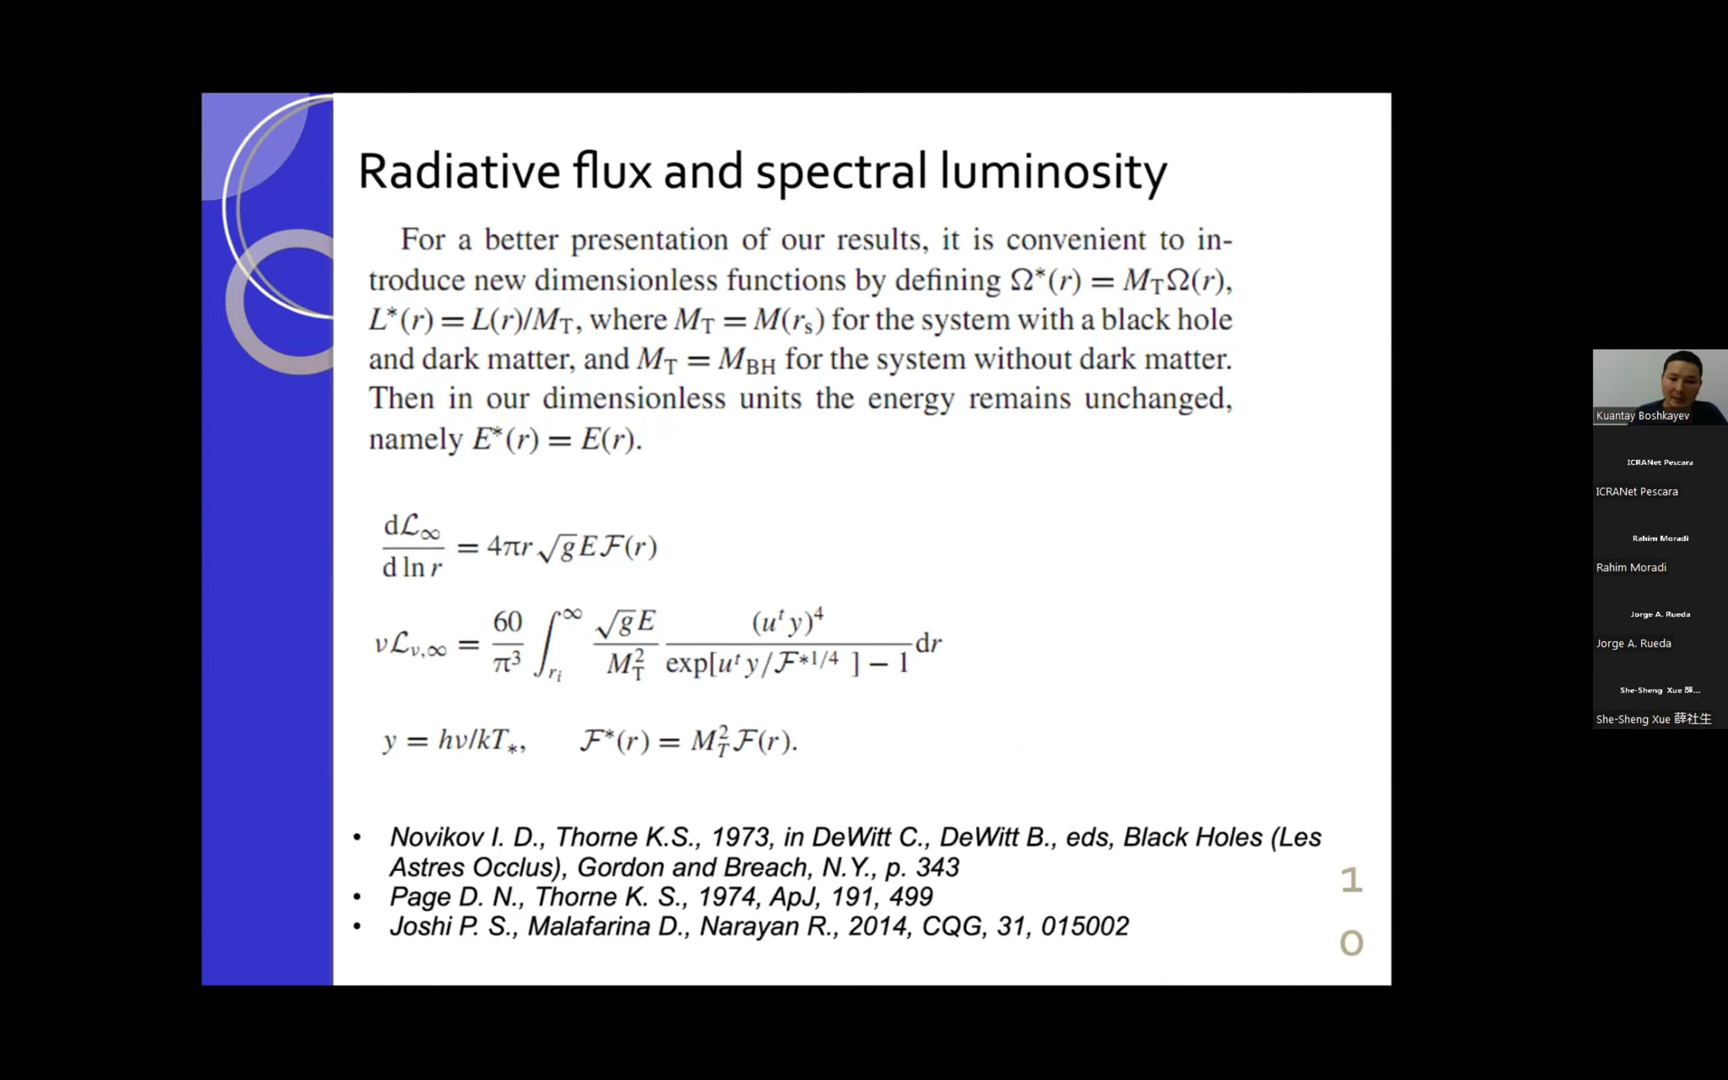 Radiative flux and spectral luminosity
For a better presentation of our results, it is convenient to in-
troduce new dimensionless functions by defining Ω*(r) = M_TΩ(r),
L*(r) = L(r)/M_T, where M_T = M(r_s) for the system with a black hole
and dark matter, and M_T = M_BH for the system without dark matter.
Then in our dimensionless units the energy remains unchanged,
namely E*(r) = E(r).
dℒ_∞ / d ln r = 4πr √g E ℱ(r)
νℒ_{ν,∞} = 60/π³ ∫_{r_i}^∞ √g E / M_T² (u^t y)⁴ / exp[u^t y/ℱ*^{1/4}] − 1 dr
y = hν/kT_*, ℱ*(r) = M_T² ℱ(r).
• Novikov I. D., Thorne K.S., 1973, in DeWitt C., DeWitt B., eds, Black Holes (Les
Astres Occlus), Gordon and Breach, N.Y., p. 343
• Page D. N., Thorne K. S., 1974, ApJ, 191, 499
• Joshi P. S., Malafarina D., Narayan R., 2014, CQG, 31, 015002
1
0
Kuantay Boshkayev
ICRANet Pescara
ICRANet Pescara
Rahim Moradi
Rahim Moradi
Jorge A. Rueda
Jorge A. Rueda
She-Sheng Xue 薛...
She-Sheng Xue 薛社生